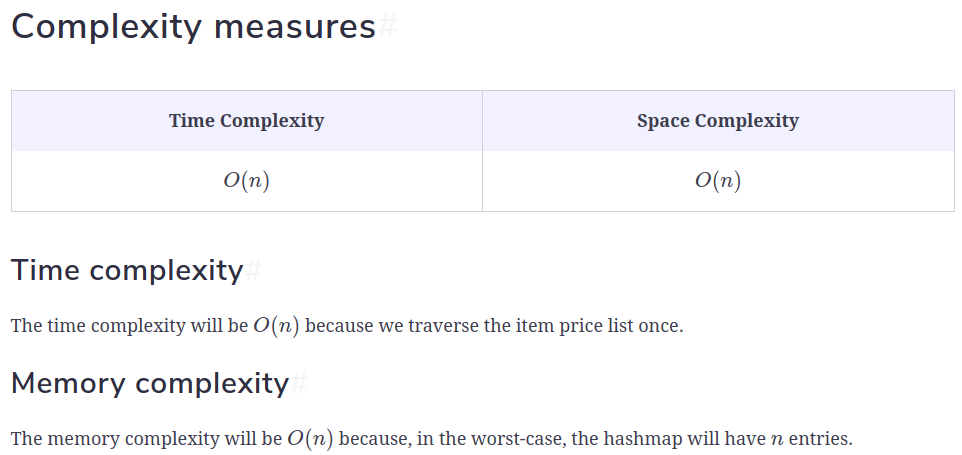 Complexity measures#
Time Complexity Space Complexity
O(n) O(n)
Time complexity#
The time complexity will be O(n) because we traverse the item price list once.
Memory complexity#
The memory complexity will be O(n) because, in the worst-case, the hashmap will have n entries.